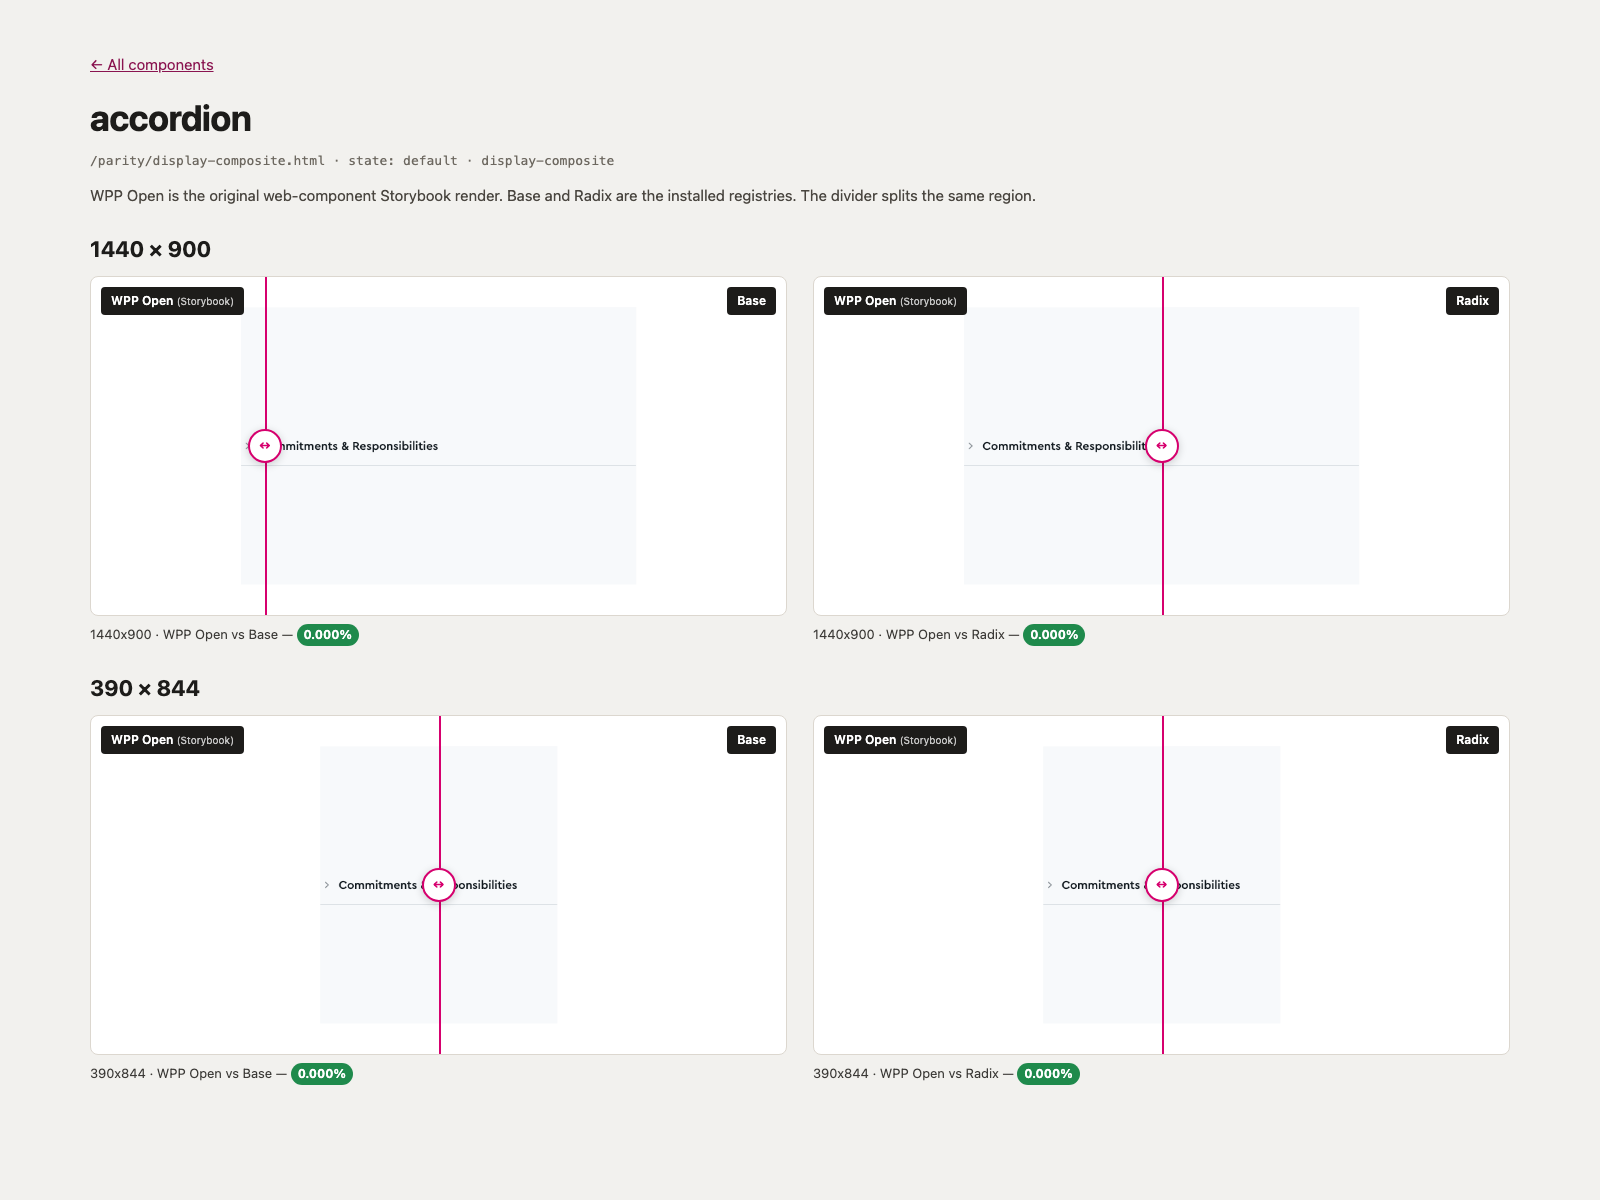 ← All components
accordion
/parity/display-composite.html · state: default · display-composite
WPP Open is the original web-component Storybook render. Base and Radix are the installed registries. The divider splits the same region.
1440 × 900
WPP Open (Storybook)
Base
mmitments & Responsibilities
1440x900 · WPP Open vs Base — 0.000%
WPP Open (Storybook)
Radix
Commitments & Responsibilit
1440x900 · WPP Open vs Radix — 0.000%
390 × 844
WPP Open (Storybook)
Base
Commitments ponsibilities
390x844 · WPP Open vs Base — 0.000%
WPP Open (Storybook)
Radix
Commitments ponsibilities
390x844 · WPP Open vs Radix — 0.000%